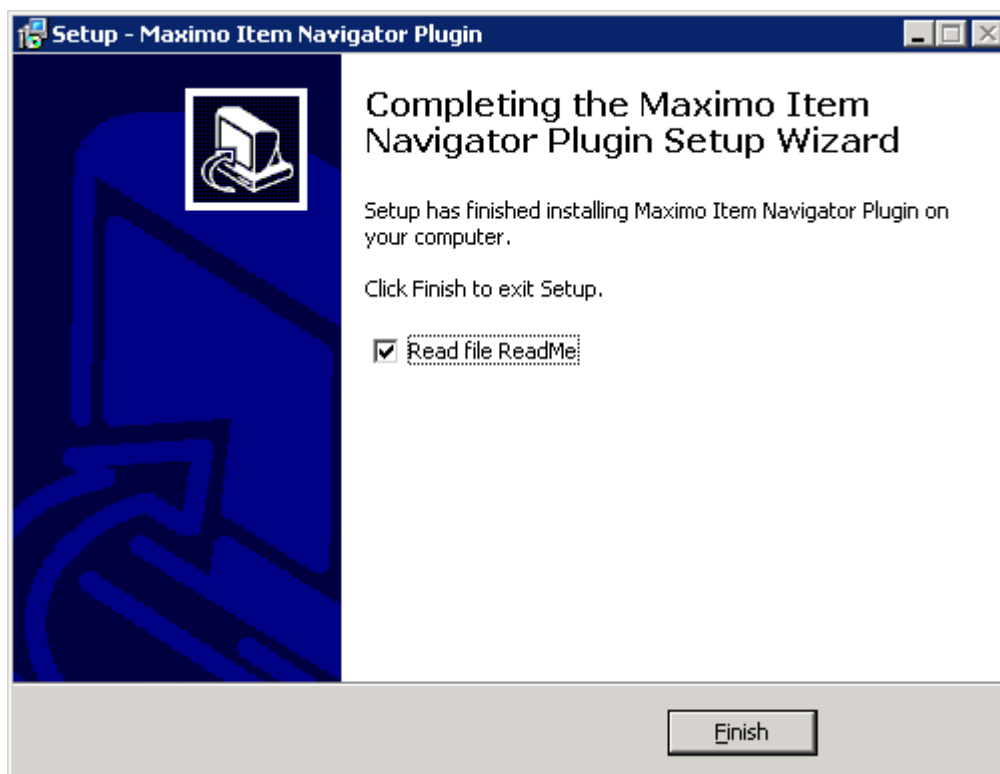 Setup - Maximo Item Navigator Plugin
Completing the Maximo Item
Navigator Plugin Setup Wizard
Setup has finished installing Maximo Item Navigator Plugin on
your computer.
Click Finish to exit Setup.
Read file ReadMe
Finish